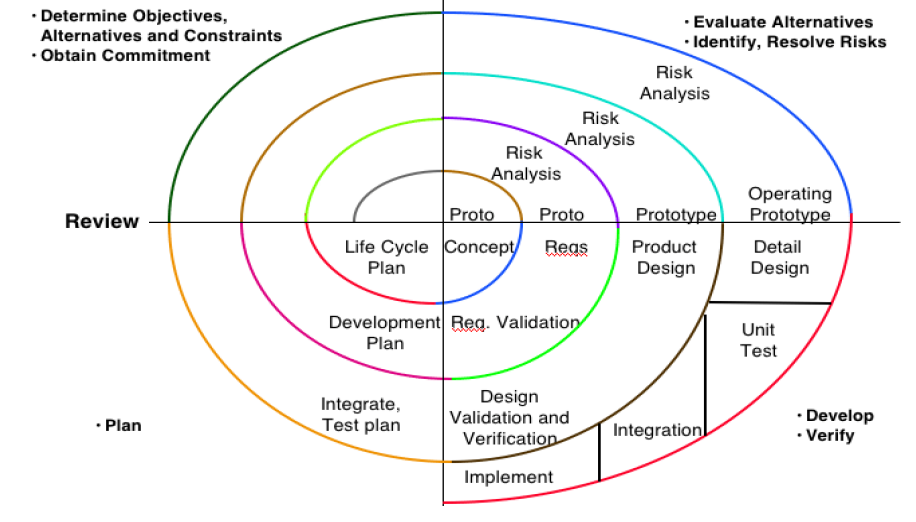 · Determine Objectives,
Alternatives and Constraints
· Obtain Commitment
· Evaluate Alternatives
· Identify, Resolve Risks
Risk
Analysis
Risk
Analysis
Risk
Analysis
Review
Proto
Proto
Prototype
Operating
Prototype
Life Cycle
Plan
Concept
Reqs
Product
Design
Detail
Design
Development
Plan
Req. Validation
Unit
Test
Integrate,
Test plan
Design
Validation and
Verification
Integration
Implement
· Plan
· Develop
· Verify